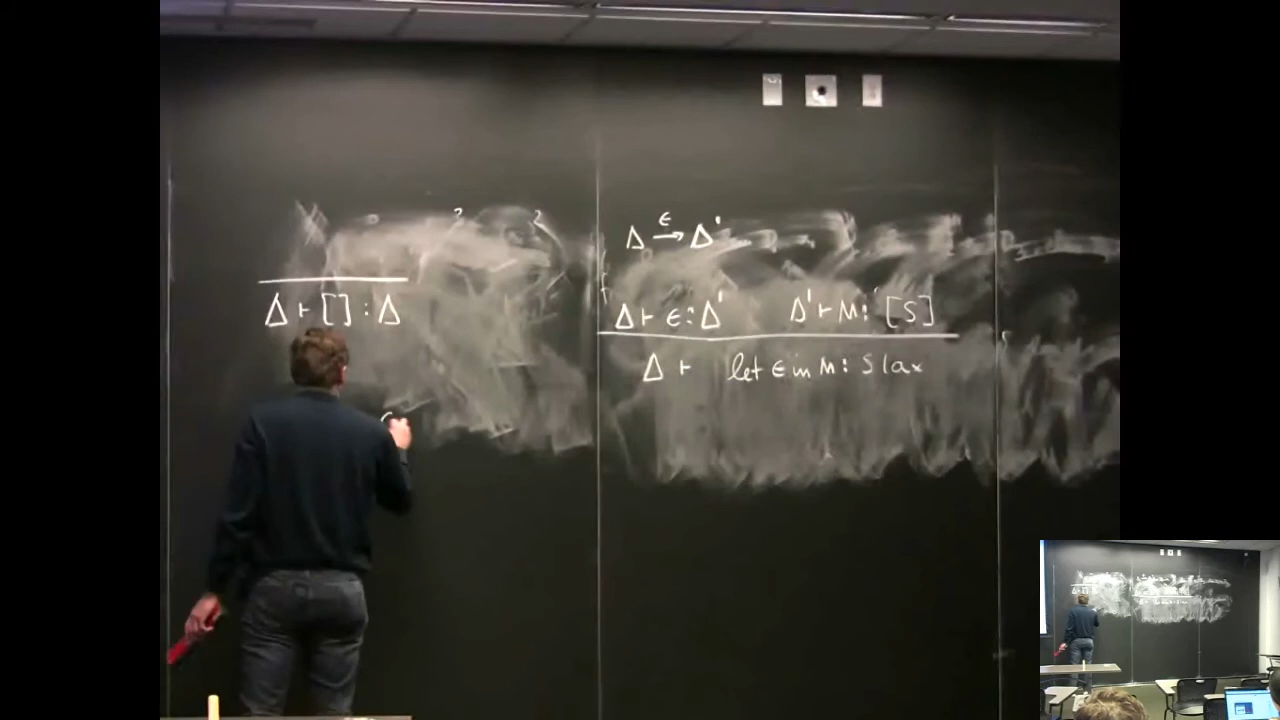 Δ ⊢ [] : Δ
Δ —ϵ→ Δ'
Δ ⊢ ϵ : Δ'    Δ' ⊢ M : [S]
Δ ⊢ let ϵ in M : S lax